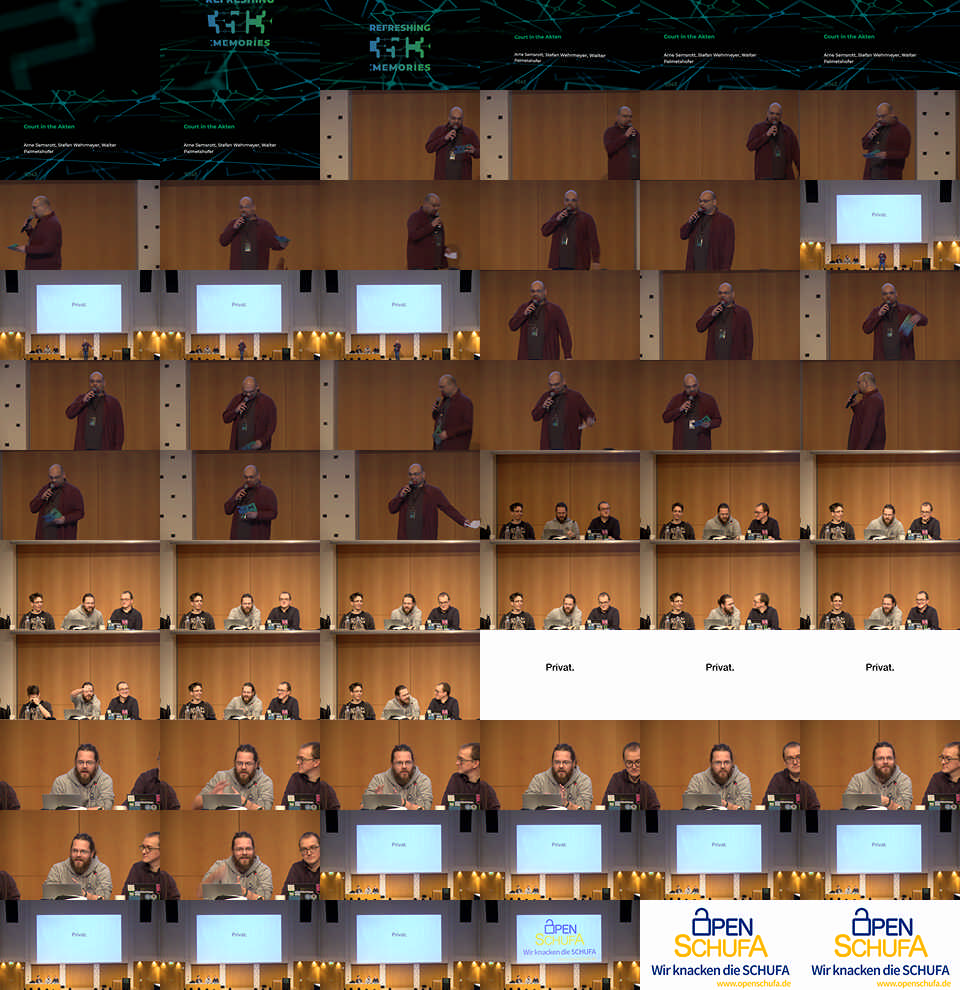 REFRESHING
MEMORIES
REFRESHING
MEMORIES
Court in the Akten
Arne Semsrott, Stefan Wehrmeyer, Walter
Palmetshofer
Court in the Akten
Arne Semsrott, Stefan Wehrmeyer, Walter
Palmetshofer
Court in the Akten
Arne Semsrott, Stefan Wehrmeyer, Walter
Palmetshofer
Court in the Akten
Arne Semsrott, Stefan Wehrmeyer, Walter
Palmetshofer
Court in the Akten
Arne Semsrott, Stefan Wehrmeyer, Walter
Palmetshofer
Privat.
Privat.
Privat.
Privat.
Privat.
Privat.
Privat.
Privat.
Privat.
Privat.
Privat.
Privat.
Privat.
Privat.
OPEN
SCHUFA
Wir knacken die SCHUFA
OPEN
SCHUFA
Wir knacken die SCHUFA
www.openschufa.de
OPEN
SCHUFA
Wir knacken die SCHUFA
www.openschufa.de